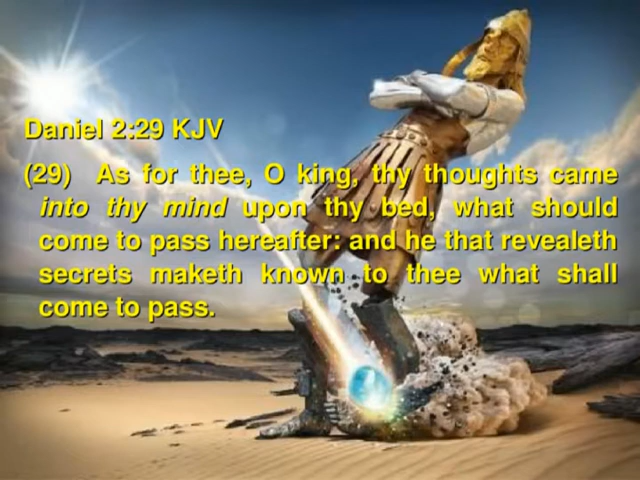 Daniel 2:29 KJV
(29) As for thee, O king, thy thoughts came
into thy mind upon thy bed, what should
come to pass hereafter: and he that revealeth
secrets maketh known to thee what shall
come to pass.